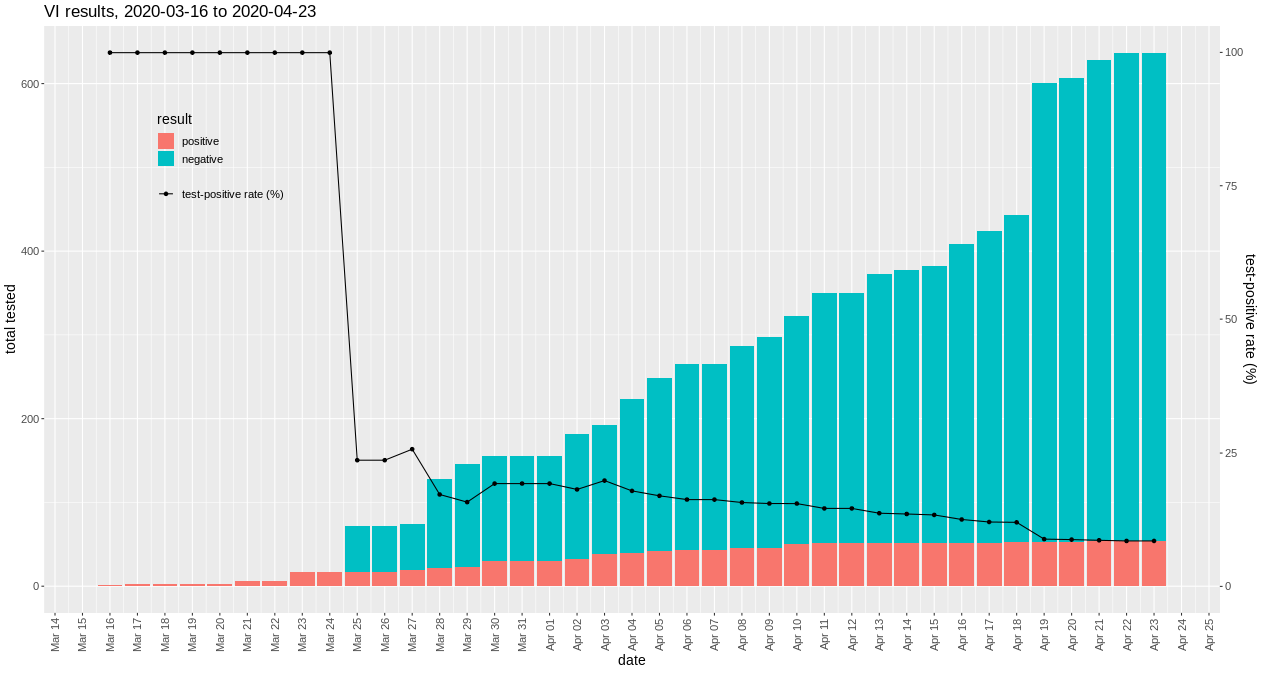 VI results, 2020-03-16 to 2020-04-23
total tested
600
400
200
0
result
positive
negative
test-positive rate (%)
100
75
50
25
0
test-positive rate (%)
Mar 14
Mar 15
Mar 16
Mar 17
Mar 18
Mar 19
Mar 20
Mar 21
Mar 22
Mar 23
Mar 24
Mar 25
Mar 26
Mar 27
Mar 28
Mar 29
Mar 30
Mar 31
Apr 01
Apr 02
Apr 03
Apr 04
Apr 05
Apr 06
Apr 07
Apr 08
Apr 09
Apr 10
Apr 11
Apr 12
Apr 13
Apr 14
Apr 15
Apr 16
Apr 17
Apr 18
Apr 19
Apr 20
Apr 21
Apr 22
Apr 23
Apr 24
Apr 25
date